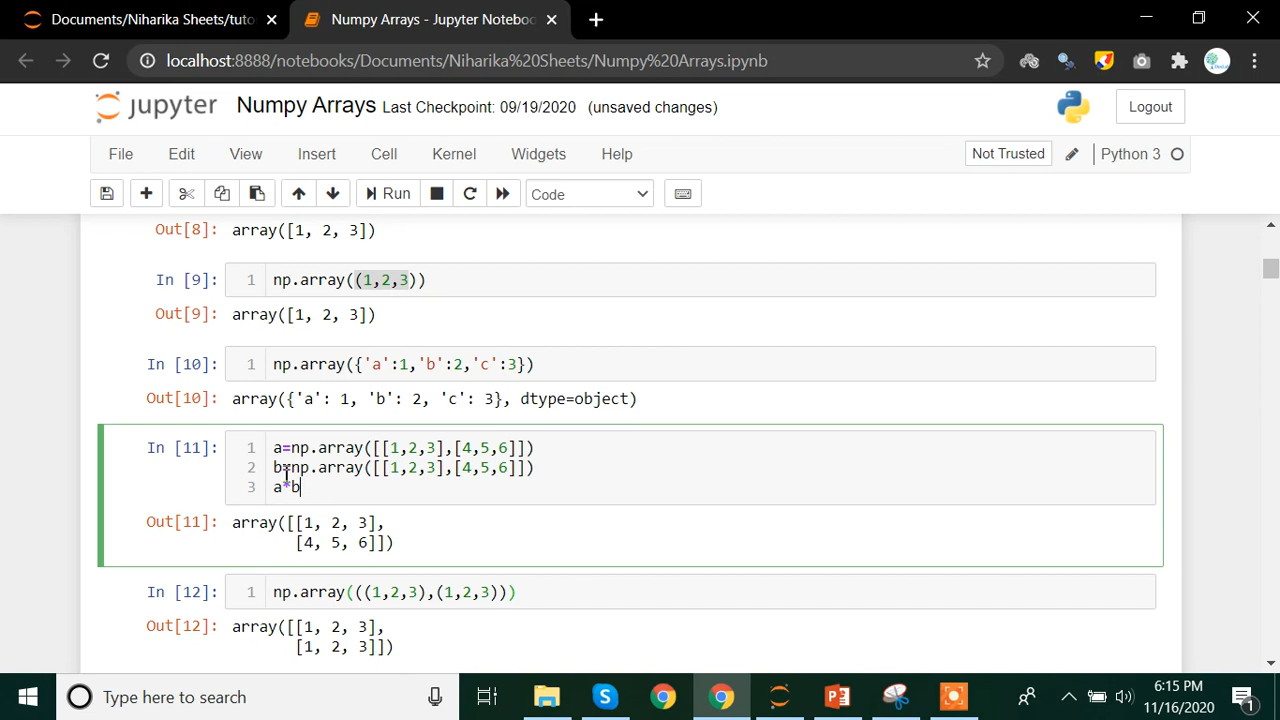 Documents/Niharika Sheets/tuto
Numpy Arrays - Jupyter Noteboo
localhost:8888/notebooks/Documents/Niharika%20Sheets/Numpy%20Arrays.ipynb
jupyter Numpy Arrays Last Checkpoint: 09/19/2020 (unsaved changes)
Logout
File Edit View Insert Cell Kernel Widgets Help
Not Trusted Python 3
Run Code
Out[8]: array([1, 2, 3])
In [9]: 1 np.array((1,2,3))
Out[9]: array([1, 2, 3])
In [10]: 1 np.array({'a':1,'b':2,'c':3})
Out[10]: array({'a': 1, 'b': 2, 'c': 3}, dtype=object)
In [11]: 1 a=np.array([[1,2,3],[4,5,6]])
2 b=np.array([[1,2,3],[4,5,6]])
3 a*b
Out[11]: array([[1, 2, 3],
[4, 5, 6]])
In [12]: 1 np.array(((1,2,3),(1,2,3)))
Out[12]: array([[1, 2, 3],
[1, 2, 3]])
Type here to search
6:15 PM
11/16/2020
1